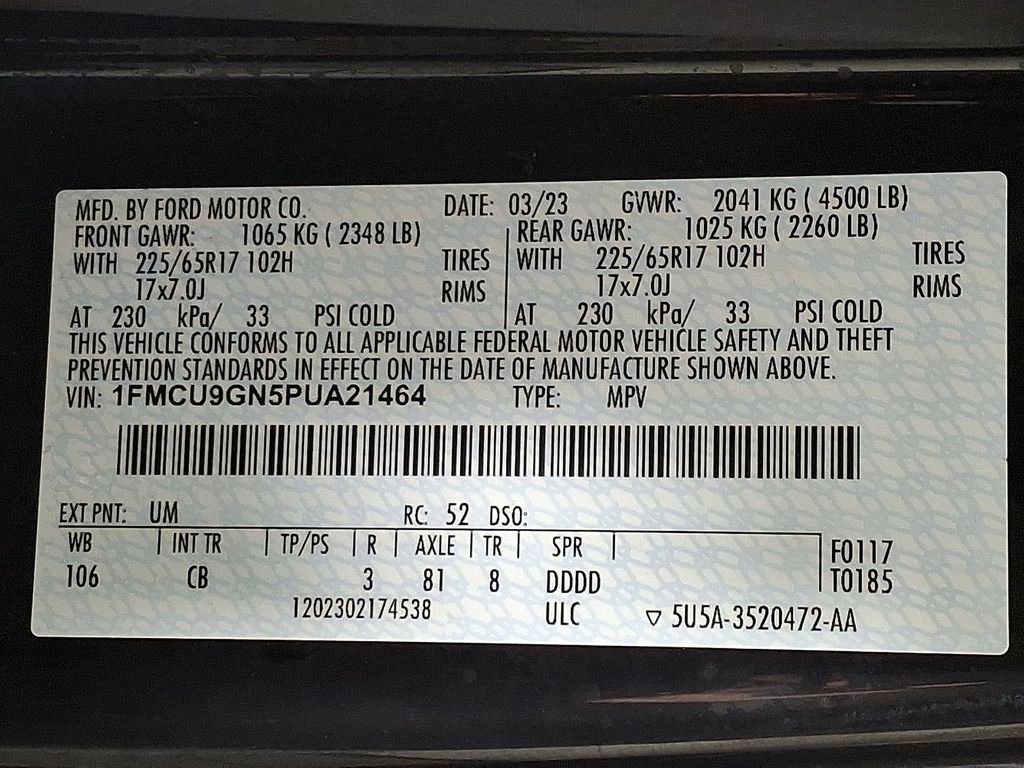 MFD. BY FORD MOTOR CO. DATE: 03/23 GVWR: 2041 KG ( 4500 LB)
FRONT GAWR: 1065 KG ( 2348 LB) REAR GAWR: 1025 KG ( 2260 LB)
WITH 225/65R17 102H TIRES WITH 225/65R17 102H TIRES
17x7.0J RIMS 17x7.0J RIMS
AT 230 kPa/ 33 PSI COLD AT 230 kPa/ 33 PSI COLD
THIS VEHICLE CONFORMS TO ALL APPLICABLE FEDERAL MOTOR VEHICLE SAFETY AND THEFT
PREVENTION STANDARDS IN EFFECT ON THE DATE OF MANUFACTURE SHOWN ABOVE.
VIN: 1FMCU9GN5PUA21464 TYPE: MPV
EXT PNT: UM RC: 52 DSO:
WB INT TR TP/PS R AXLE TR SPR F0117
106 CB 3 81 8 DDDD T0185
1202302174538 ULC ▽ 5U5A-3520472-AA